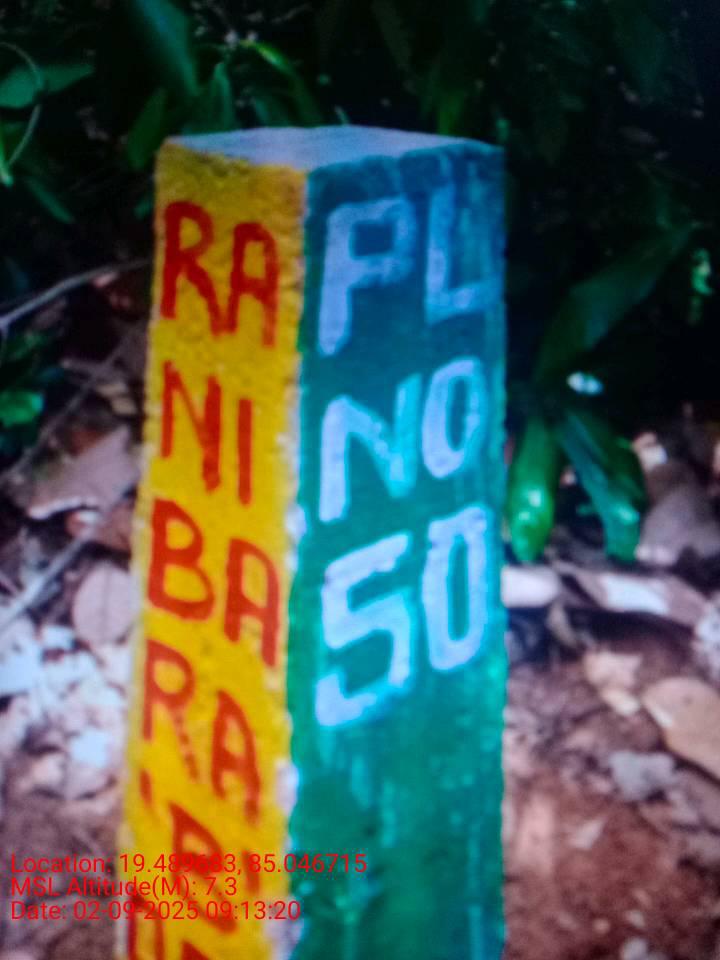 RA
NI
BA
RA
PL
NO
50
Location: 19.489683, 85.046715
MSL Altitude(M): 7.3
Date: 02-09-2025 09:13:20